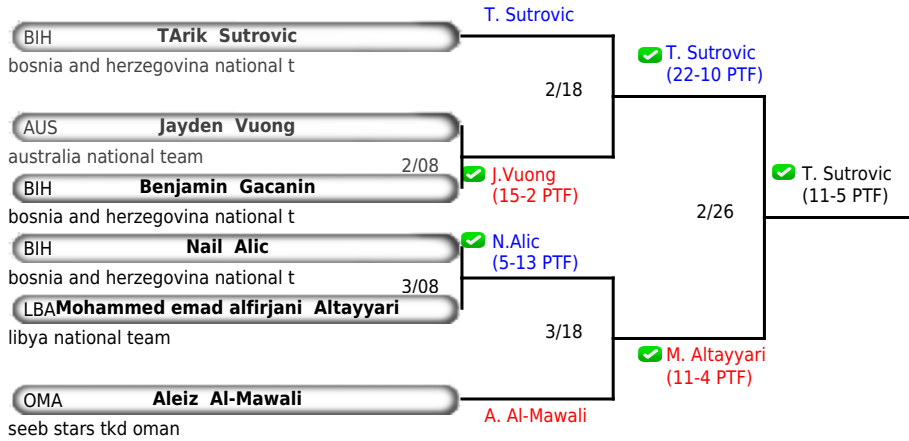 T. Sutrovic
BIH TArik Sutrovic
bosnia and herzegovina national t
T. Sutrovic
(22-10 PTF)
2/18
AUS Jayden Vuong
australia national team
2/08
J.Vuong
(15-2 PTF)
BIH Benjamin Gacanin
bosnia and herzegovina national t
T. Sutrovic
(11-5 PTF)
2/26
BIH Nail Alic
bosnia and herzegovina national t
N.Alic
(5-13 PTF)
3/08
LBA Mohammed emad alfirjani Altayyari
libya national team
3/18
M. Altayyari
(11-4 PTF)
OMA Aleiz Al-Mawali
seeb stars tkd oman
A. Al-Mawali